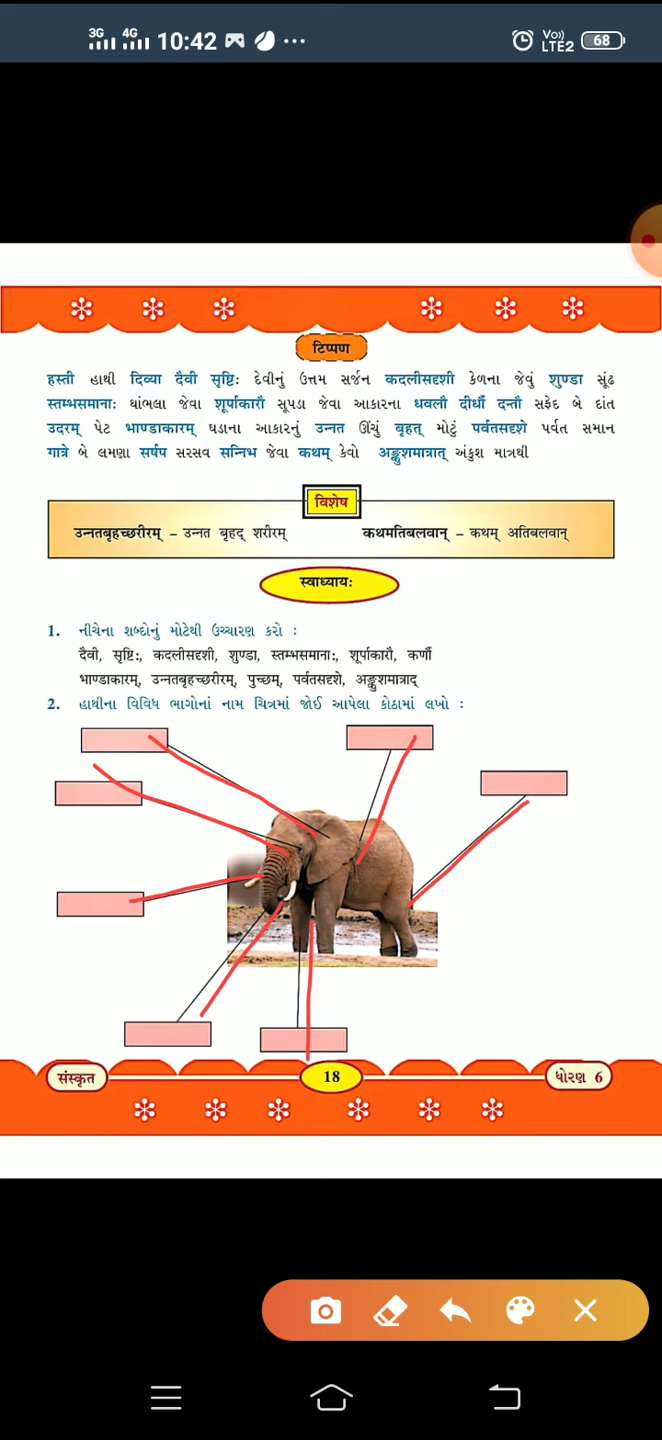 3G 4G 10:42 ... Vo)) LTE2 68
टिप्पण
हस्ती હાથી दिव्या दैवी सृष्टिः દેવીનું ઉત્તમ સર્જન कदलीसदृशी કેળના જેવું शुण्डा સૂંઢ
स्तम्भसमानाः થાંભલા જેવા शूर्पाकारौ સૂપડા જેવા આકારના धवलौ दीर्घौ दन्तौ સફેદ બે દાંત
उदरम् પેટ भाण्डाकारम् ઘડાના આકારનું उन्नत ઊંચું बृहत् મોટું पर्वतसदृशे પર્વત સમાન
गात्रे બે લમણા सर्षप સરસવ सन्निभ જેવા कथम् કેવો अङ्कुशमात्रात् અંકુશ માત્રથી
विशेष
उन्नतबृहच्छरीरम् – उन्नत बृहद् शरीरम् कथमतिबलवान् – कथम् अतिबलवान्
स्वाध्यायः
1. નીચેના શબ્દોનું મોટેથી ઉચ્ચારણ કરો :
दैवी, सृष्टिः, कदलीसदृशी, शुण्डा, स्तम्भसमानाः, शूर्पाकारौ, कर्णौ
भाण्डाकारम्, उन्नतबृहच्छरीरम्, पुच्छम्, पर्वतसदृशे, अङ्कुशमात्राद्
2. હાથીના વિવિધ ભાગોનાં નામ ચિત્રમાં જોઈ આપેલા કોઠામાં લખો :
संस्कृत 18 ધોરણ 6